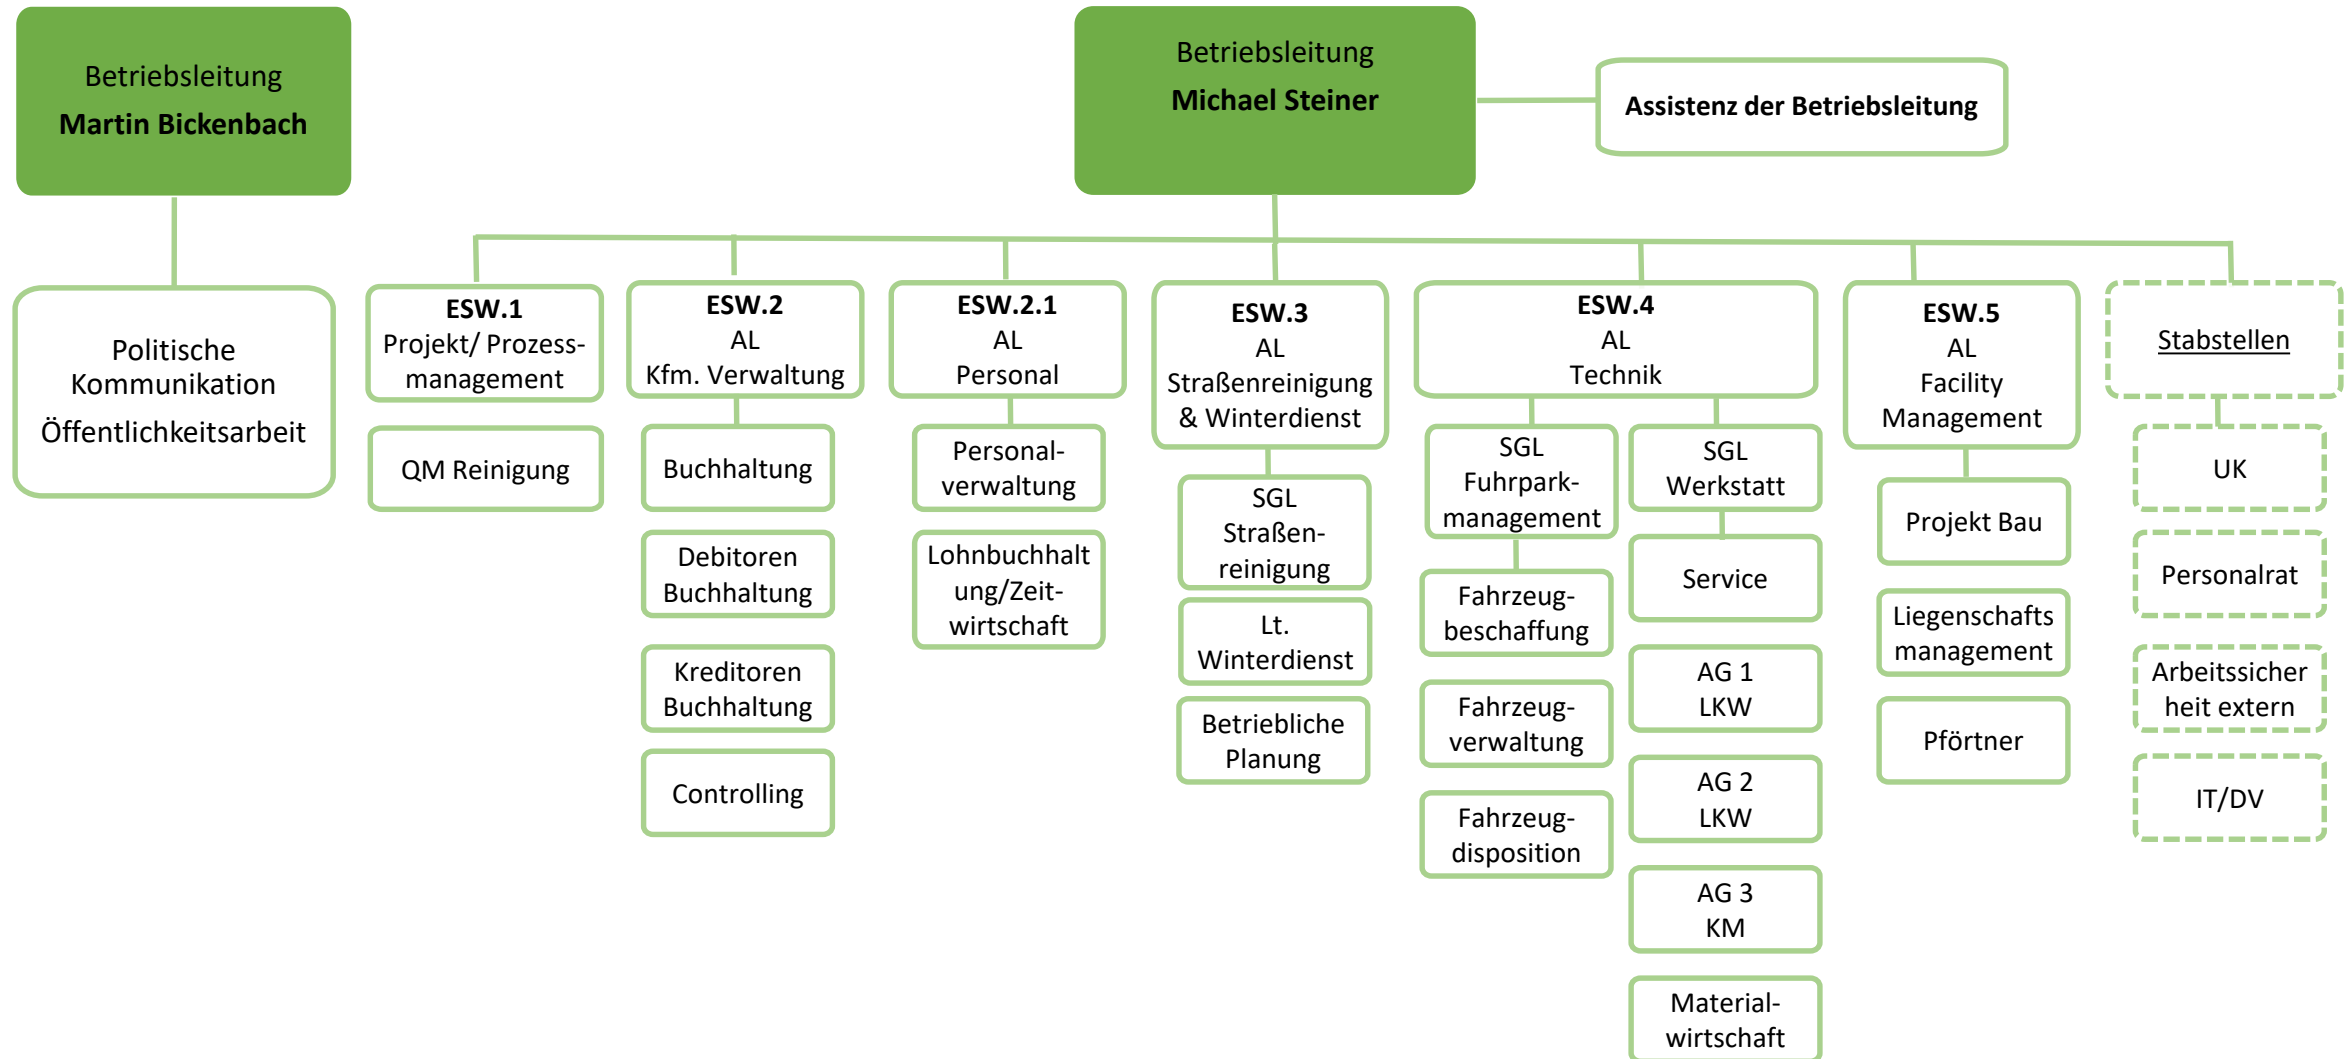 Betriebsleitung
Martin Bickenbach
Betriebsleitung
Michael Steiner
Assistenz der Betriebsleitung
Politische
Kommunikation
Öffentlichkeitsarbeit
ESW.1
Projekt/ Prozess-
management
QM Reinigung
ESW.2
AL
Kfm. Verwaltung
Buchhaltung
Debitoren
Buchhaltung
Kreditoren
Buchhaltung
Controlling
ESW.2.1
AL
Personal
Personal-
verwaltung
Lohnbuchhalt
ung/Zeit-
wirtschaft
ESW.3
AL
Straßenreinigung
& Winterdienst
SGL
Straßen-
reinigung
Lt.
Winterdienst
Betriebliche
Planung
ESW.4
AL
Technik
SGL
Fuhrpark-
management
Fahrzeug-
beschaffung
Fahrzeug-
verwaltung
Fahrzeug-
disposition
SGL
Werkstatt
Service
AG 1
LKW
AG 2
LKW
AG 3
KM
Material-
wirtschaft
ESW.5
AL
Facility
Management
Projekt Bau
Liegenschafts
management
Pförtner
Stabstellen
UK
Personalrat
Arbeitssicher
heit extern
IT/DV